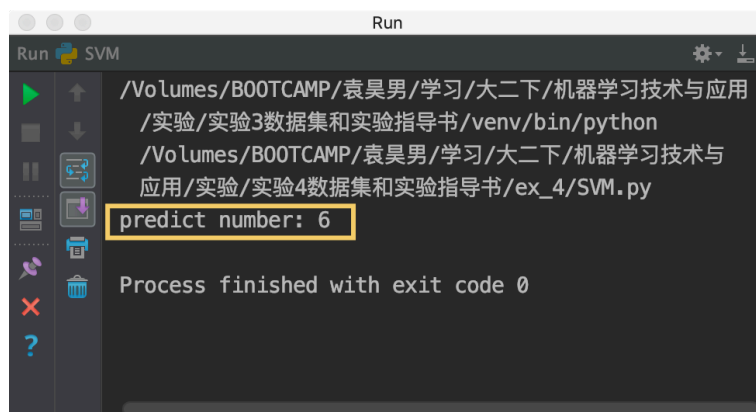 Run
Run SVM
/Volumes/BOOTCAMP/袁昊男/学习/大二下/机器学习技术与应用
/实验/实验3数据集和实验指导书/venv/bin/python
/Volumes/BOOTCAMP/袁昊男/学习/大二下/机器学习技术与
应用/实验/实验4数据集和实验指导书/ex_4/SVM.py
predict number: 6
Process finished with exit code 0